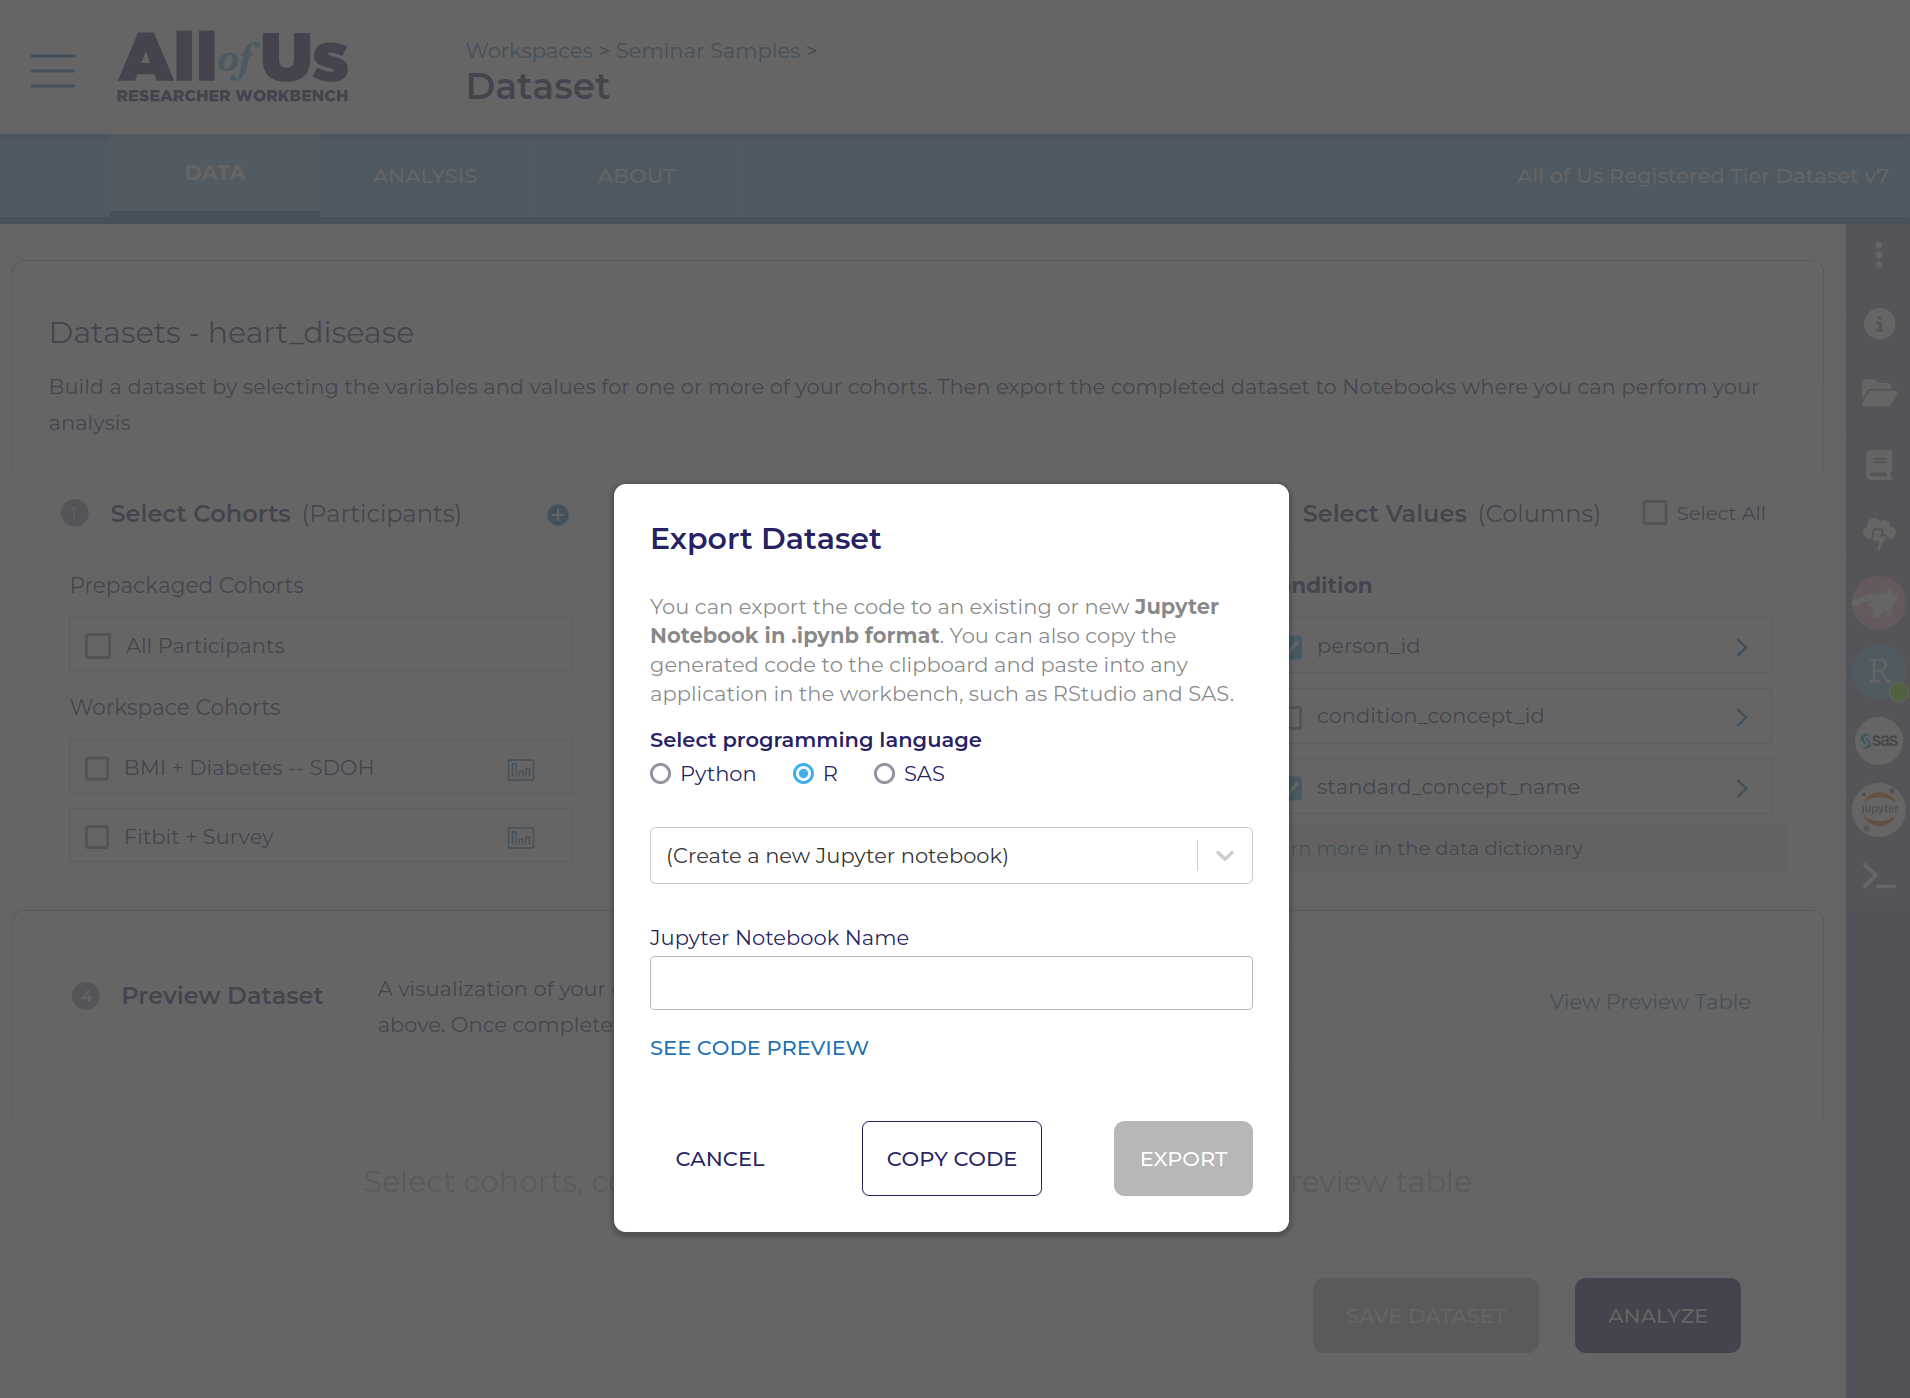 All of Us
RESEARCHER WORKBENCH
Workspaces > Seminar Samples >
Dataset
DATA
ANALYSIS
ABOUT
All of Us Registered Tier Dataset v7
Datasets - heart_disease
Build a dataset by selecting the variables and values for one or more of your cohorts. Then export the completed dataset to Notebooks where you can perform your
analysis
1 Select Cohorts (Participants)
Prepackaged Cohorts
All Participants
Workspace Cohorts
BMI + Diabetes -- SDOH
Fitbit + Survey
Select Values (Columns)
Select All
ndition
person_id
condition_concept_id
standard_concept_name
rn more in the data dictionary
Export Dataset
You can export the code to an existing or new Jupyter
Notebook in .ipynb format. You can also copy the
generated code to the clipboard and paste into any
application in the workbench, such as RStudio and SAS.
Select programming language
Python R SAS
(Create a new Jupyter notebook)
Jupyter Notebook Name
SEE CODE PREVIEW
CANCEL
COPY CODE
EXPORT
4 Preview Dataset
A visualization of your
above. Once complete
View Preview Table
Select cohorts, c
review table
SAVE DATASET
ANALYZE
R
sas
jupyter